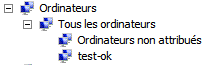 Ordinateurs
Tous les ordinateurs
Ordinateurs non attribués
test-ok